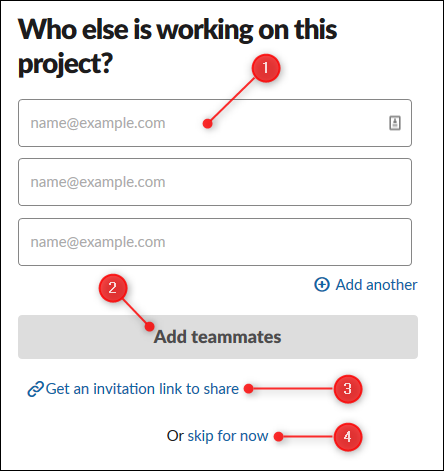 Who else is working on this
project?
1
name@example.com
name@example.com
name@example.com
Add another
2
Add teammates
Get an invitation link to share
3
Or skip for now
4